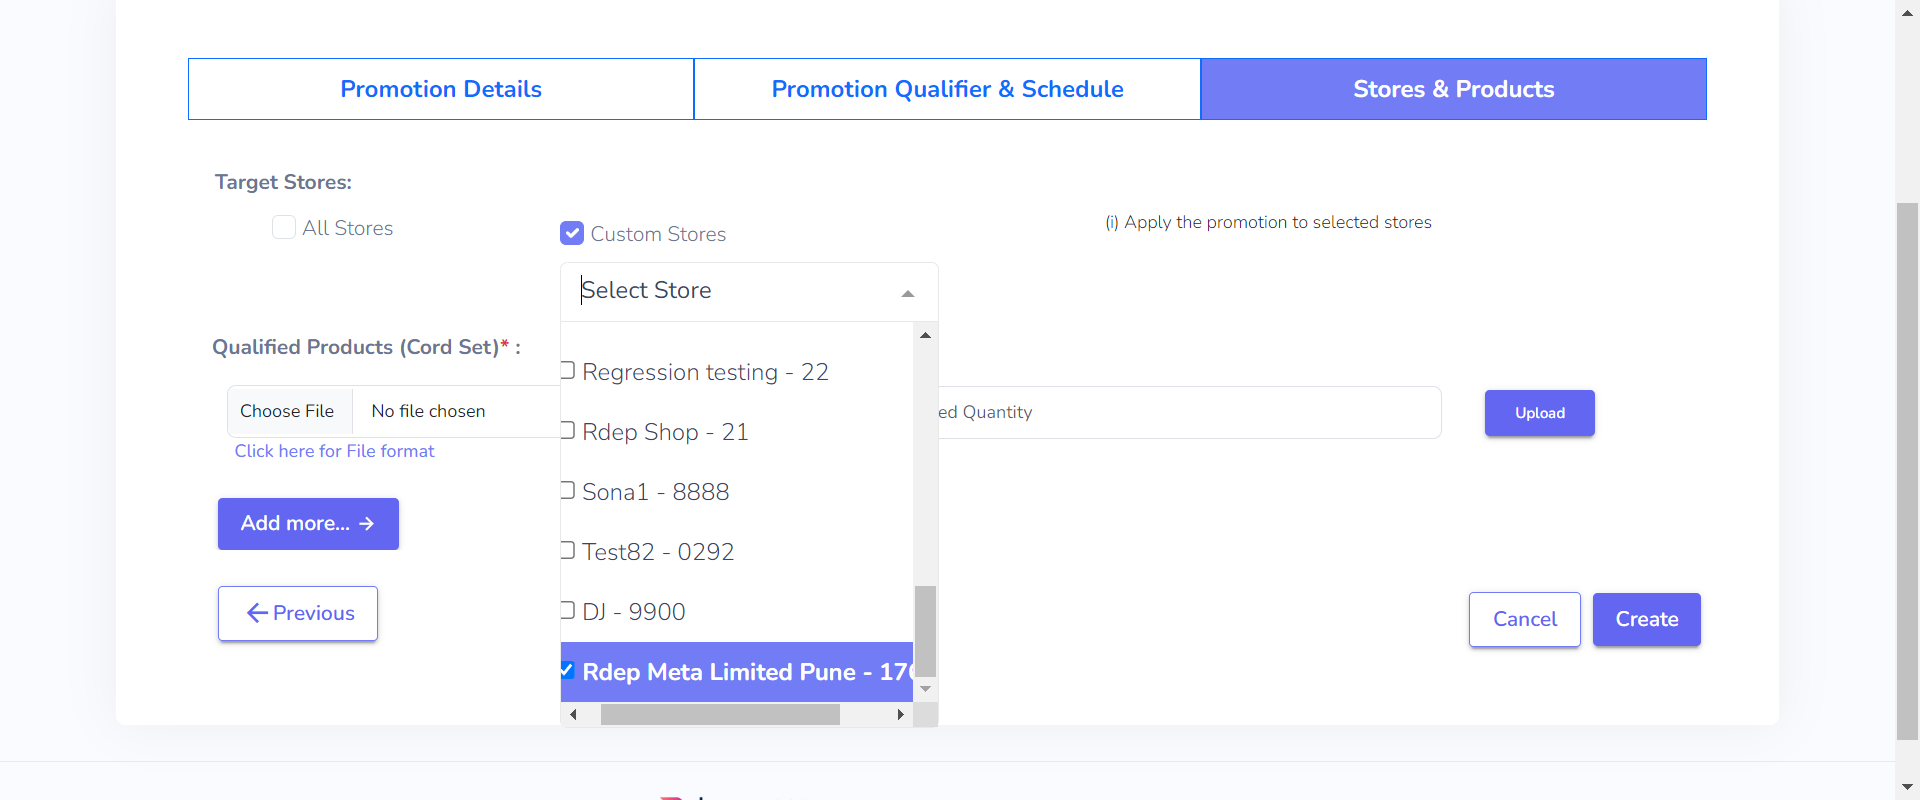 Promotion Details
Promotion Qualifier & Schedule
Stores & Products
Target Stores:
All Stores
Custom Stores
(i) Apply the promotion to selected stores
Select Store
Qualified Products (Cord Set)* :
Regression testing - 22
Choose File
No file chosen
ed Quantity
Upload
Rdep Shop - 21
Click here for File format
Sona1 - 8888
Add more...
Test82 - 0292
Previous
DJ - 9900
Cancel
Create
Rdep Meta Limited Pune - 17